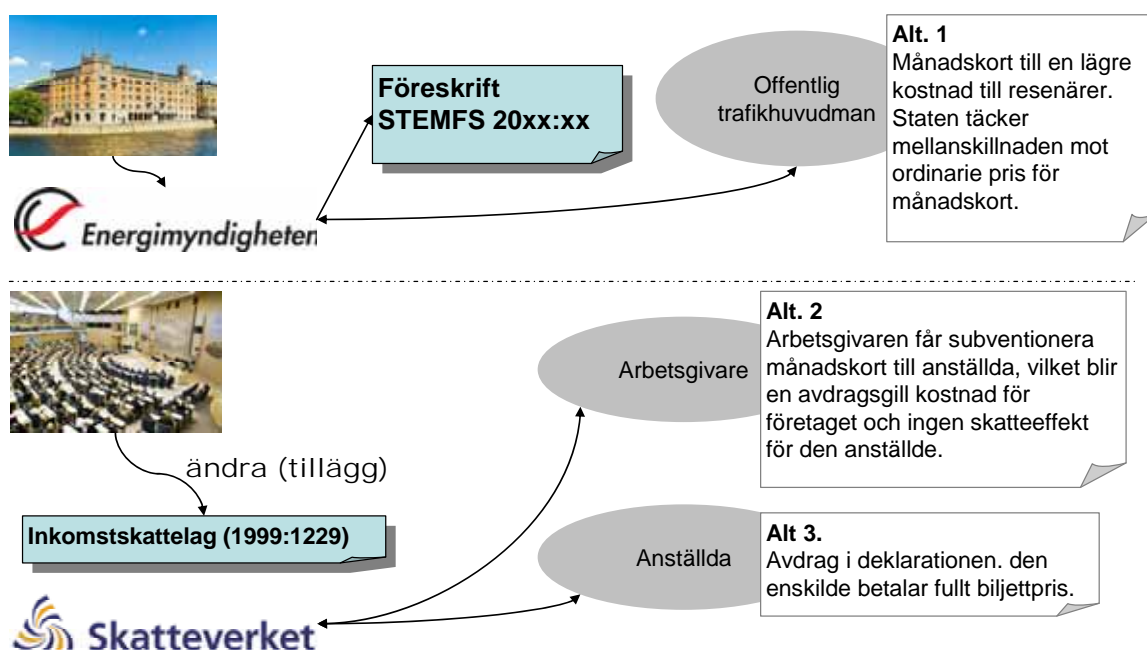 Föreskrift
STEMFS 20xx:xx
Offentlig
trafikhuvudman
Alt. 1
Månadskort till en lägre
kostnad till resenärer.
Staten täcker
mellanskillnaden mot
ordinarie pris för
månadskort.
Energimyndigheten
Arbetsgivare
Alt. 2
Arbetsgivaren får subventionera
månadskort till anställda, vilket blir
en avdragsgill kostnad för
företaget och ingen skatteeffekt
för den anställde.
ändra (tillägg)
Inkomstskattelag (1999:1229)
Anställda
Alt 3.
Avdrag i deklarationen. den
enskilde betalar fullt biljettpris.
Skatteverket